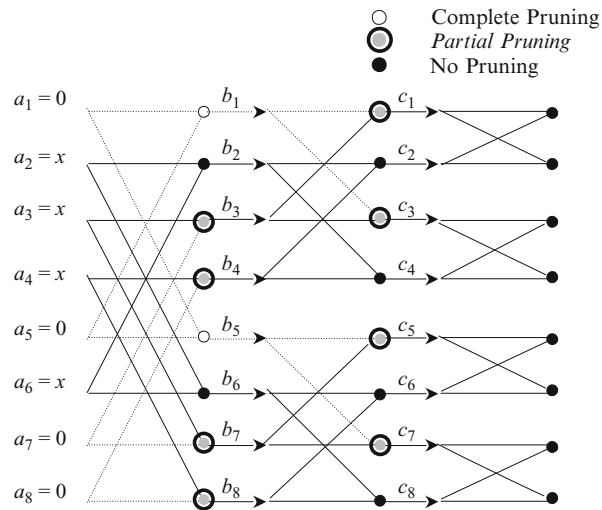 Complete Pruning
Partial Pruning
No Pruning
a1 = 0 b1 c1
a2 = x b2 c2
a3 = x b3 c3
a4 = x b4 c4
a5 = 0 b5 c5
a6 = x b6 c6
a7 = 0 b7 c7
a8 = 0 b8 c8